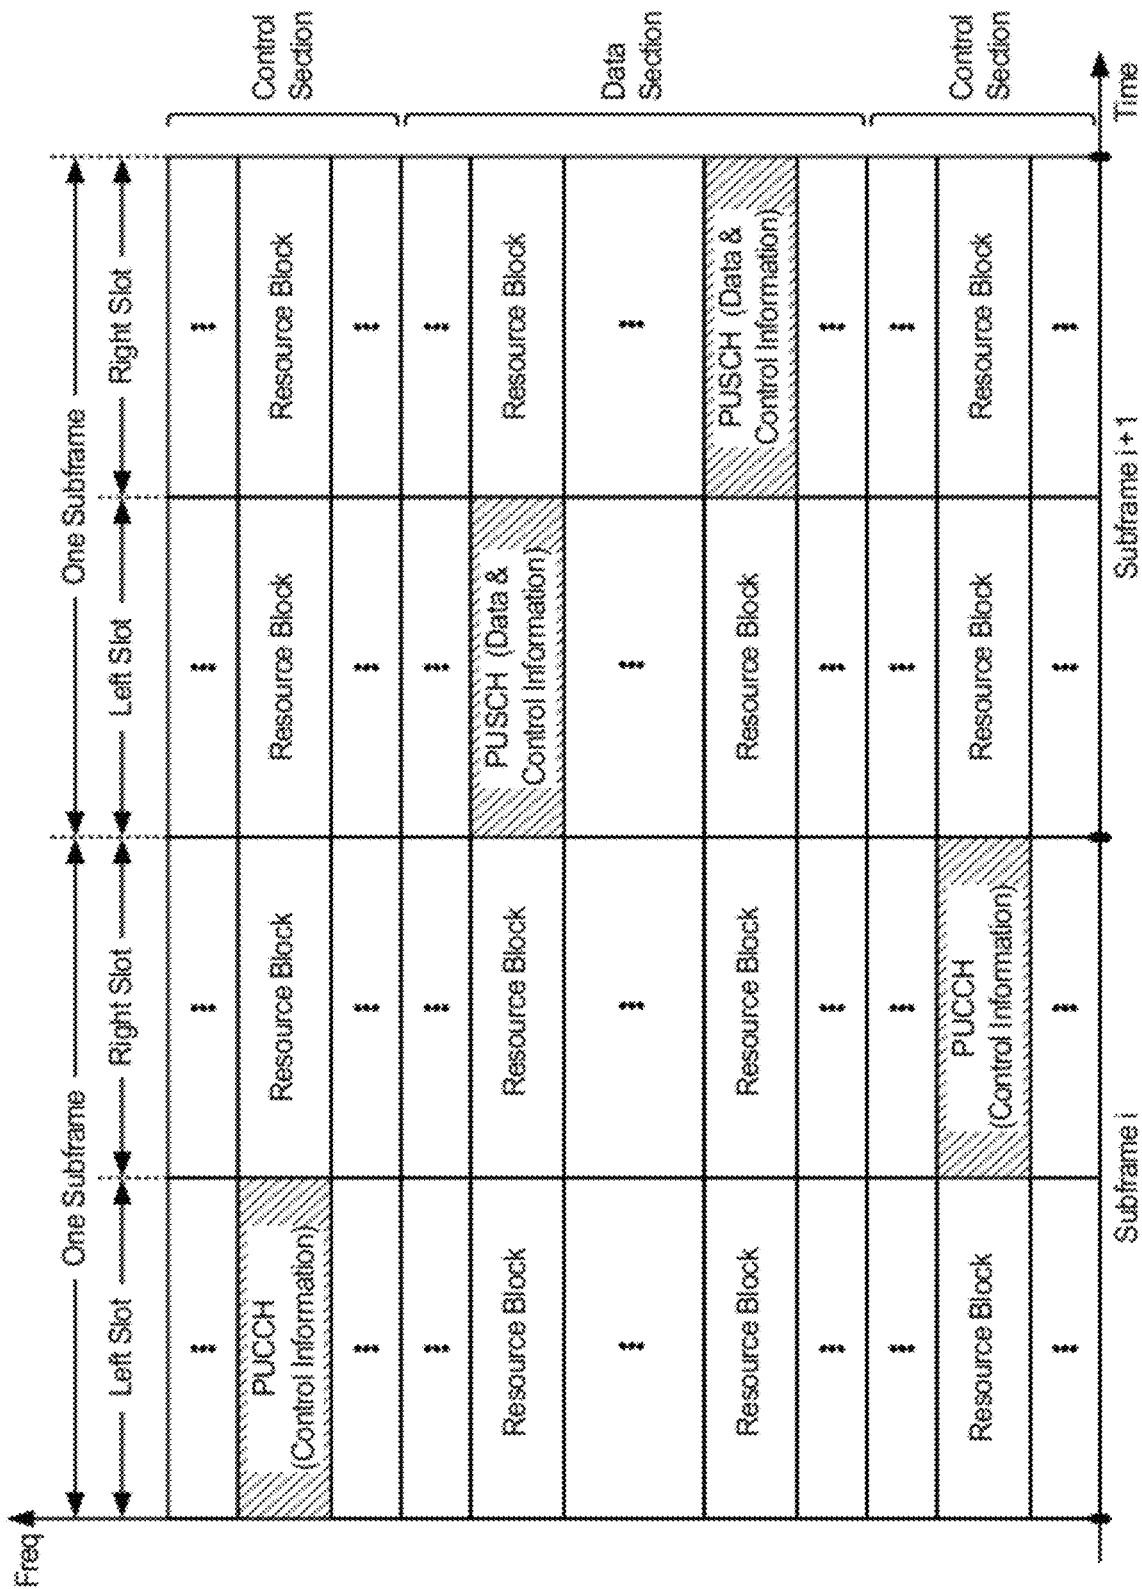 Freq
One Subframe
One Subframe
Left Slot
Right Slot
Left Slot
Right Slot
PUCCH
(Control Information)
Resource Block
Resource Block
Resource Block
Control
Section
Resource Block
Resource Block
PUSCH (Data &
Control Information)
Resource Block
Data
Section
Resource Block
Resource Block
Resource Block
PUSCH (Data &
Control Information)
Resource Block
PUCCH
(Control Information)
Resource Block
Resource Block
Control
Section
Subframe i
Subframe i+1
Time